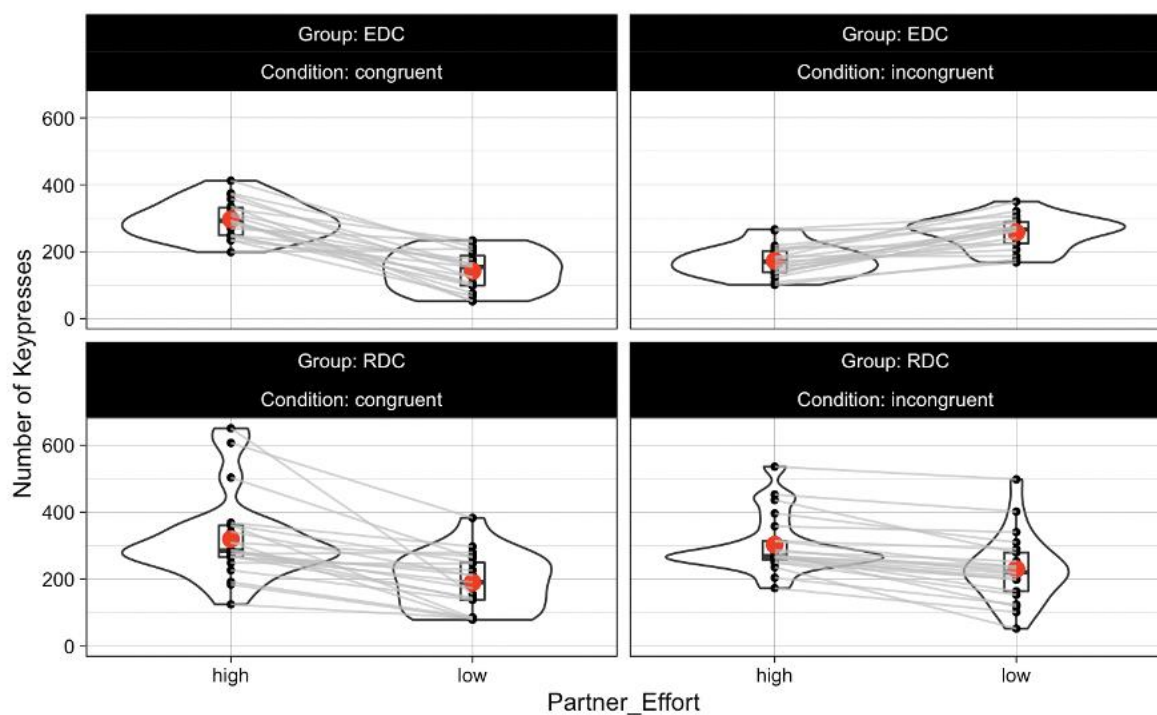 Group: EDC
Condition: congruent
Group: EDC
Condition: incongruent
600
400
200
0
Group: RDC
Condition: congruent
Group: RDC
Condition: incongruent
600
400
200
0
Number of Keypresses
high
low
high
low
Partner_Effort